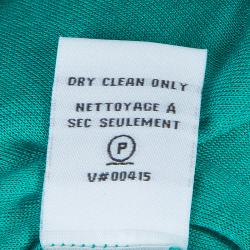 DRY CLEAN ONLY
NETTOYAGE À
SEC SEULEMENT
P
V#00415